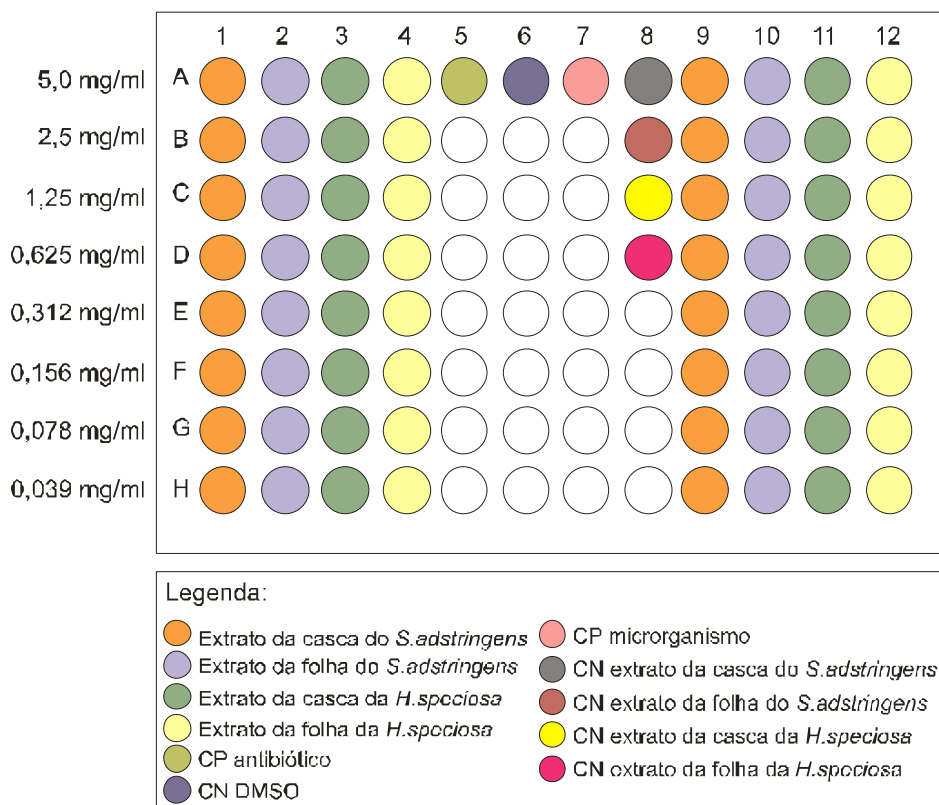 1 2 3 4 5 6 7 8 9 10 11 12
5,0 mg/ml A
2,5 mg/ml B
1,25 mg/ml C
0,625 mg/ml D
0,312 mg/ml E
0,156 mg/ml F
0,078 mg/ml G
0,039 mg/ml H
Legenda:
Extrato da casca do S.adstringens
Extrato da folha do S.adstringens
Extrato da casca da H.speciosa
Extrato da folha da H.speciosa
CP antibiótico
CN DMSO
CP microrganismo
CN extrato da casca do S.adstringens
CN extrato da folha do S.adstringens
CN extrato da casca da H.speciosa
CN extrato da folha da H.speciosa